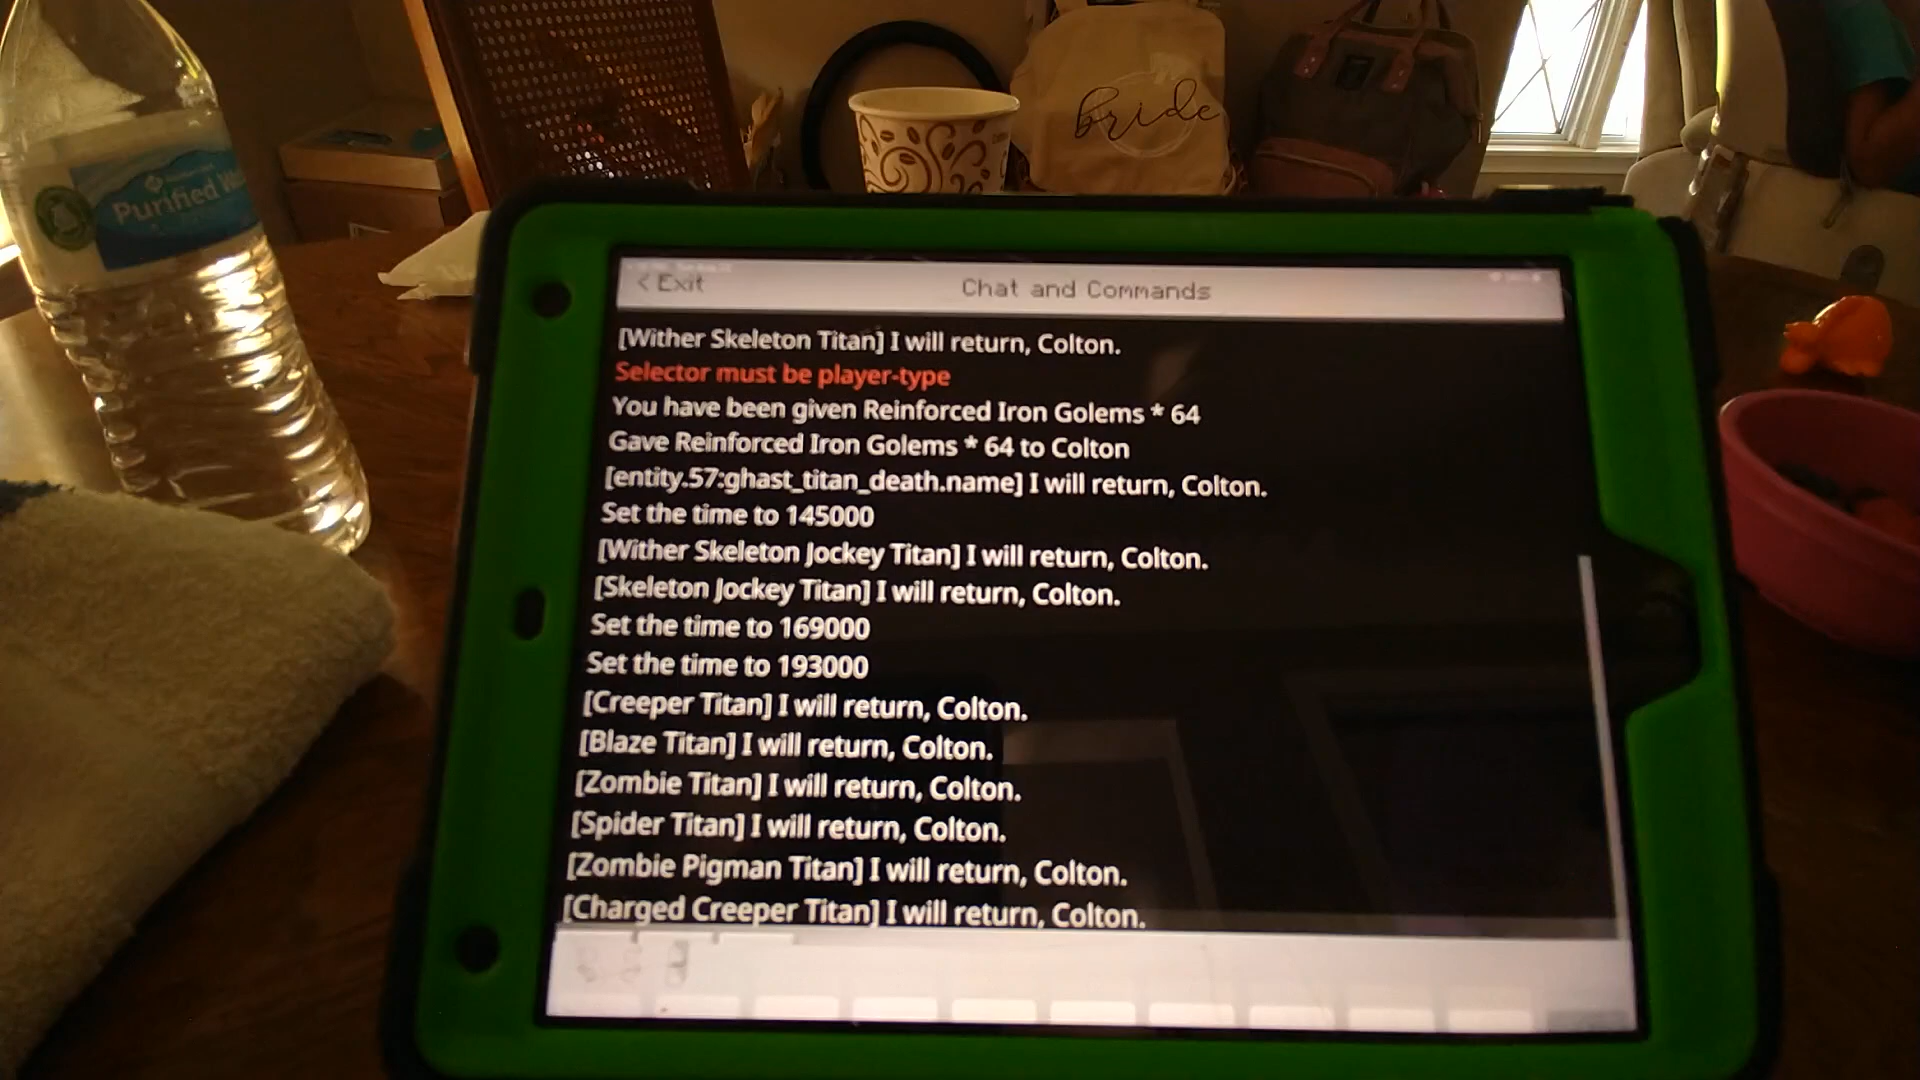 Purified
bride
< Exit
Chat and Commands
[Wither Skeleton Titan] I will return, Colton.
Selector must be player-type
You have been given Reinforced Iron Golems * 64
Gave Reinforced Iron Golems * 64 to Colton
[entity.57:ghast_titan_death.name] I will return, Colton.
Set the time to 145000
[Wither Skeleton Jockey Titan] I will return, Colton.
[Skeleton Jockey Titan] I will return, Colton.
Set the time to 169000
Set the time to 193000
[Creeper Titan] I will return, Colton.
[Blaze Titan] I will return, Colton.
[Zombie Titan] I will return, Colton.
[Spider Titan] I will return, Colton.
[Zombie Pigman Titan] I will return, Colton.
[Charged Creeper Titan] I will return, Colton.